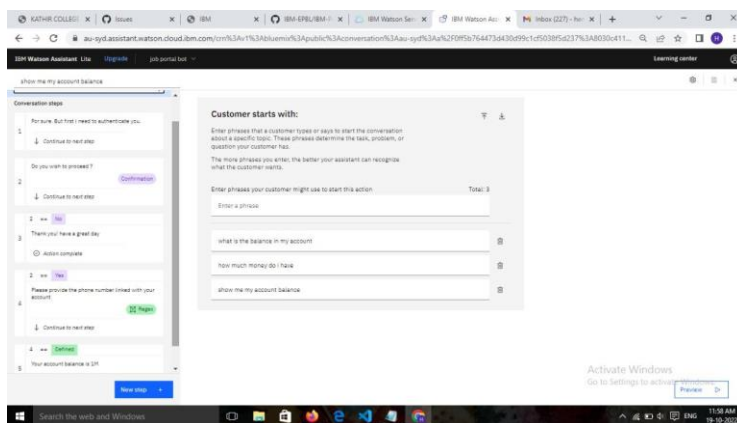 KATHIR COLLEGE
Issues
IBM
IBM-EPBL/IBM-P
IBM Watson Serv
IBM Watson Ass
Inbox (227) - har
au-syd.assistant.watson.cloud.ibm.com/crn%3Av1%3Abluemix%3Apublic%3Aconversation%3Aau-syd%3Aa%2F0ff5b764473d430d99c1cf5038f5d237%3A8030c411...
IBM Watson Assistant Lite
Upgrade
job portal bot
Learning center
show me my account balance
Conversation steps
1
For sure. But first i need to authenticate you.
Continue to next step
2
Do you wish to proceed ?
Confirmation
Continue to next step
2 == No
3
Thank you! have a great day
Action complete
2 == Yes
4
Please provide the phone number linked with your
account
Regex
Continue to next step
4 == Defined
5
Your account balance is
New step +
Customer starts with:
Enter phrases that a customer types or says to start the conversation
about a specific topic. These phrases determine the task, problem, or
question your customer has.
The more phrases you enter, the better your assistant can recognize
what the customer wants.
Enter phrases your customer might use to start this action
Total: 3
Enter a phrase
what is the balance in my account
how much money do I have
show me my account balance
Activate Windows
Go to Settings to activate Windows.
Preview
Search the web and Windows
ENG
11:58 AM
19-10-2022